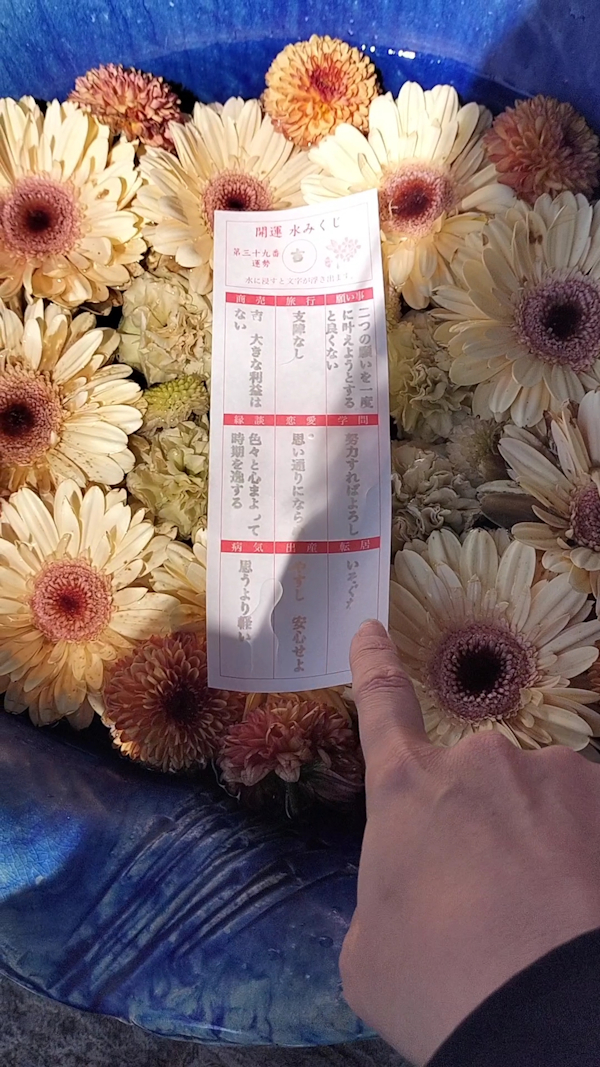 開運 水みくじ
第三十九番
運勢
吉
水に浸すと文字が浮き出ます。
願い事
二つの願いを一度
に叶えようとする
と良くない
旅行
支障なし
商売
吉 大きな利益は
ない
学問
努力すればよろし
恋愛
思い通りになら
縁談
色々と心まよって
時期を逸する
転居
いそぐな
出産
やすし 安心せよ
病気
思うより軽い